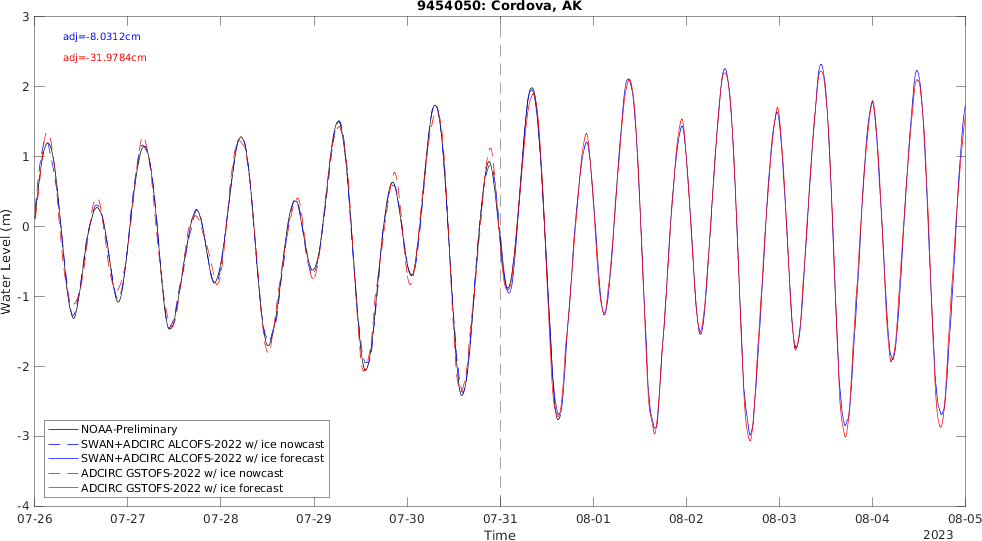 9454050: Cordova, AK
adj=-8.0312cm
adj=-31.9784cm
3
2
1
0
-1
-2
-3
-4
Water Level (m)
NOAA-Preliminary
SWAN+ADCIRC ALCOFS-2022 w/ ice nowcast
SWAN+ADCIRC ALCOFS-2022 w/ ice forecast
ADCIRC GSTOFS-2022 w/ ice nowcast
ADCIRC GSTOFS-2022 w/ ice forecast
07-26 07-27 07-28 07-29 07-30 07-31 08-01 08-02 08-03 08-04 08-05
Time
2023